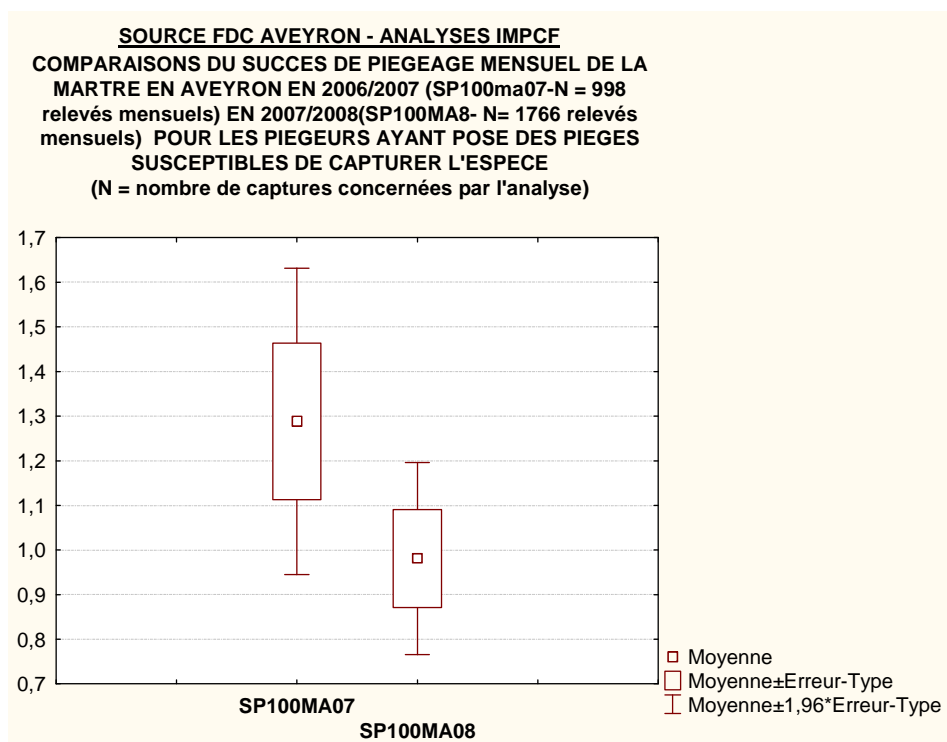 SOURCE FDC AVEYRON - ANALYSES IMPCF
COMPARAISONS DU SUCCES DE PIEGEAGE MENSUEL DE LA
MARTRE EN AVEYRON EN 2006/2007 (SP100ma07-N = 998
relevés mensuels) EN 2007/2008(SP100MA8- N= 1766 relevés
mensuels) POUR LES PIEGEURS AYANT POSE DES PIEGES
SUSCEPTIBLES DE CAPTURER L'ESPECE
(N = nombre de captures concernées par l'analyse)
1,7
1,6
1,5
1,4
1,3
1,2
1,1
1,0
0,9
0,8
0,7
SP100MA07
SP100MA08
Moyenne
Moyenne±Erreur-Type
Moyenne±1,96*Erreur-Type